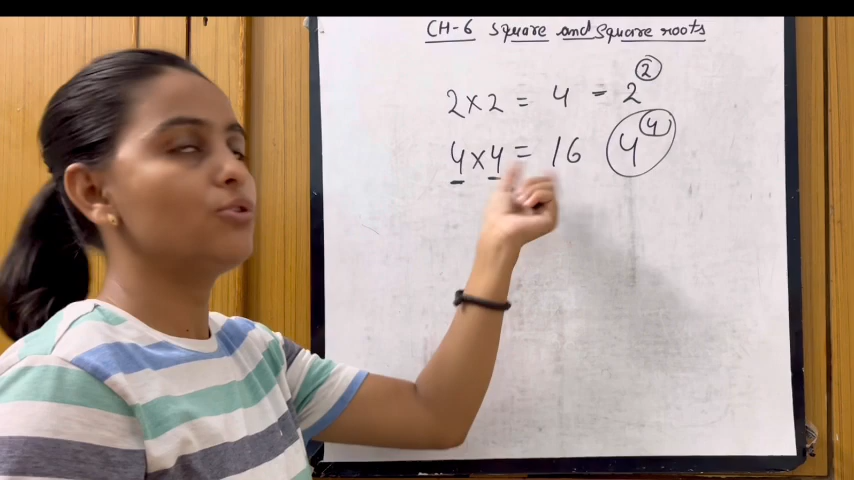 CH-6 square and square roots
2×2 = 4 = 2²
4×4 = 16 4⁴